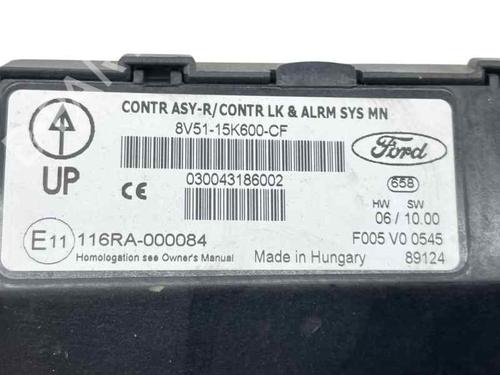 CONTR ASY-R/CONTR LK & ALRM SYS MN
8V51-15K600-CF
Ford
UP
CE
030043186002
658
HW SW
06 / 10.00
E11 116RA-000084
F005 V0 0545
Homologation see Owner's Manual
Made in Hungary
89124